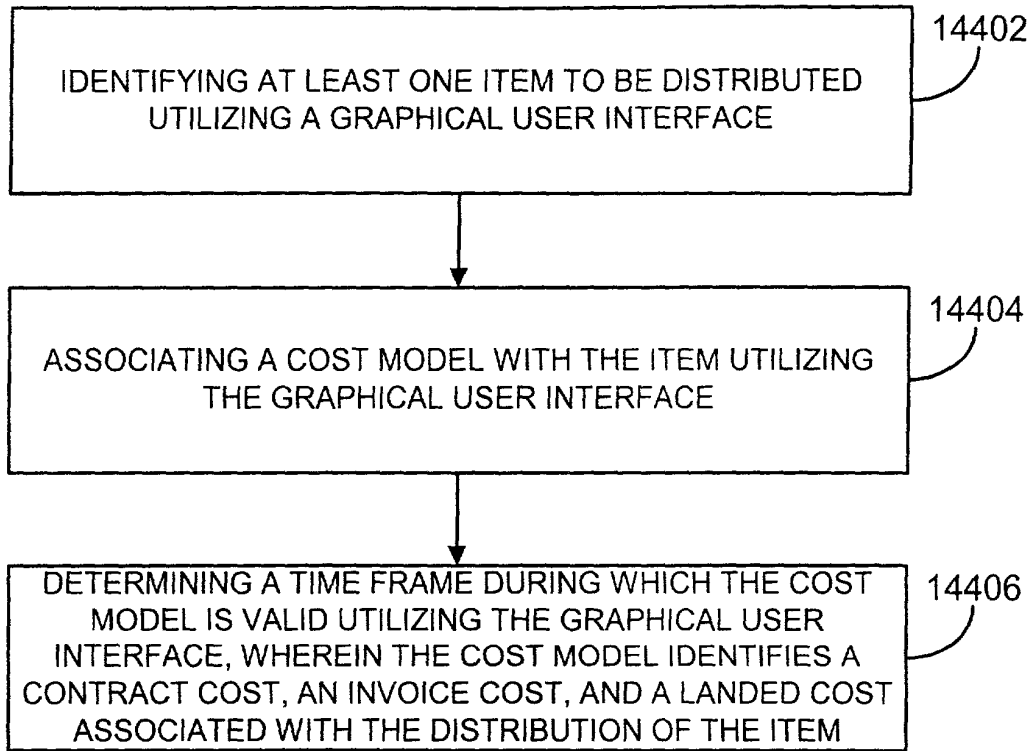 14402
IDENTIFYING AT LEAST ONE ITEM TO BE DISTRIBUTED
UTILIZING A GRAPHICAL USER INTERFACE
14404
ASSOCIATING A COST MODEL WITH THE ITEM UTILIZING
THE GRAPHICAL USER INTERFACE
14406
DETERMINING A TIME FRAME DURING WHICH THE COST
MODEL IS VALID UTILIZING THE GRAPHICAL USER
INTERFACE, WHEREIN THE COST MODEL IDENTIFIES A
CONTRACT COST, AN INVOICE COST, AND A LANDED COST
ASSOCIATED WITH THE DISTRIBUTION OF THE ITEM